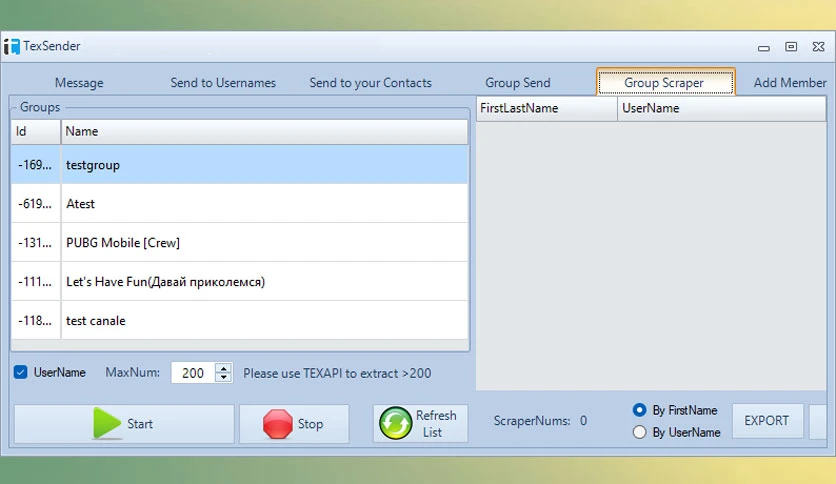 TexSender
Message Send to Usernames Send to your Contacts Group Send Group Scraper Add Member
Groups
Id Name
-169... testgroup
-619... Atest
-131... PUBG Mobile [Crew]
-111... Let's Have Fun(Давай приколемся)
-118... test canale
UserName MaxNum: 200 Please use TEXAPI to extract >200
Start Stop Refresh
List
FirstLastName UserName
ScraperNums: 0
By FirstName
By UserName
EXPORT